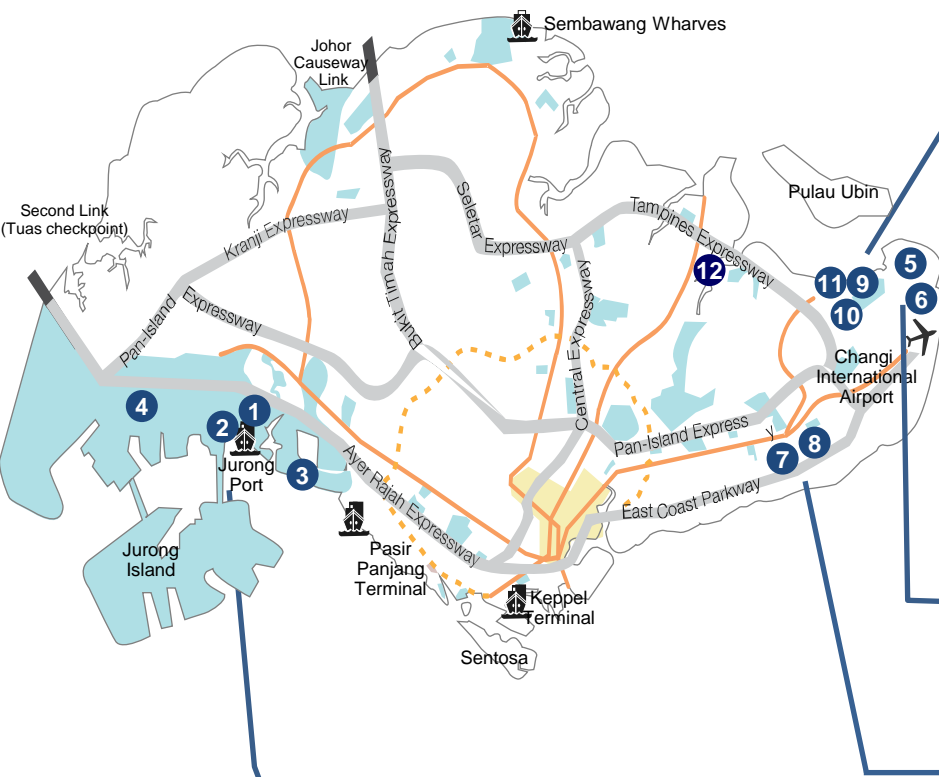 Sembawang Wharves
Johor
Causeway
Link
Pulau Ubin
Second Link
(Tuas checkpoint)
Kranji Expressway
Bukit Timah Expressway
Seletar
Expressway
Tampines Expressway
Central Expressway
12
11
9
5
6
10
Pan-Island
Expressway
Changi
International
Airport
4
2
1
Jurong
Port
3
Pan-Island Express
y
7
8
Ayer Rajah Expressway
East Coast Parkway
Jurong
Island
Pasir
Panjang
Terminal
Keppel
Terminal
Sentosa